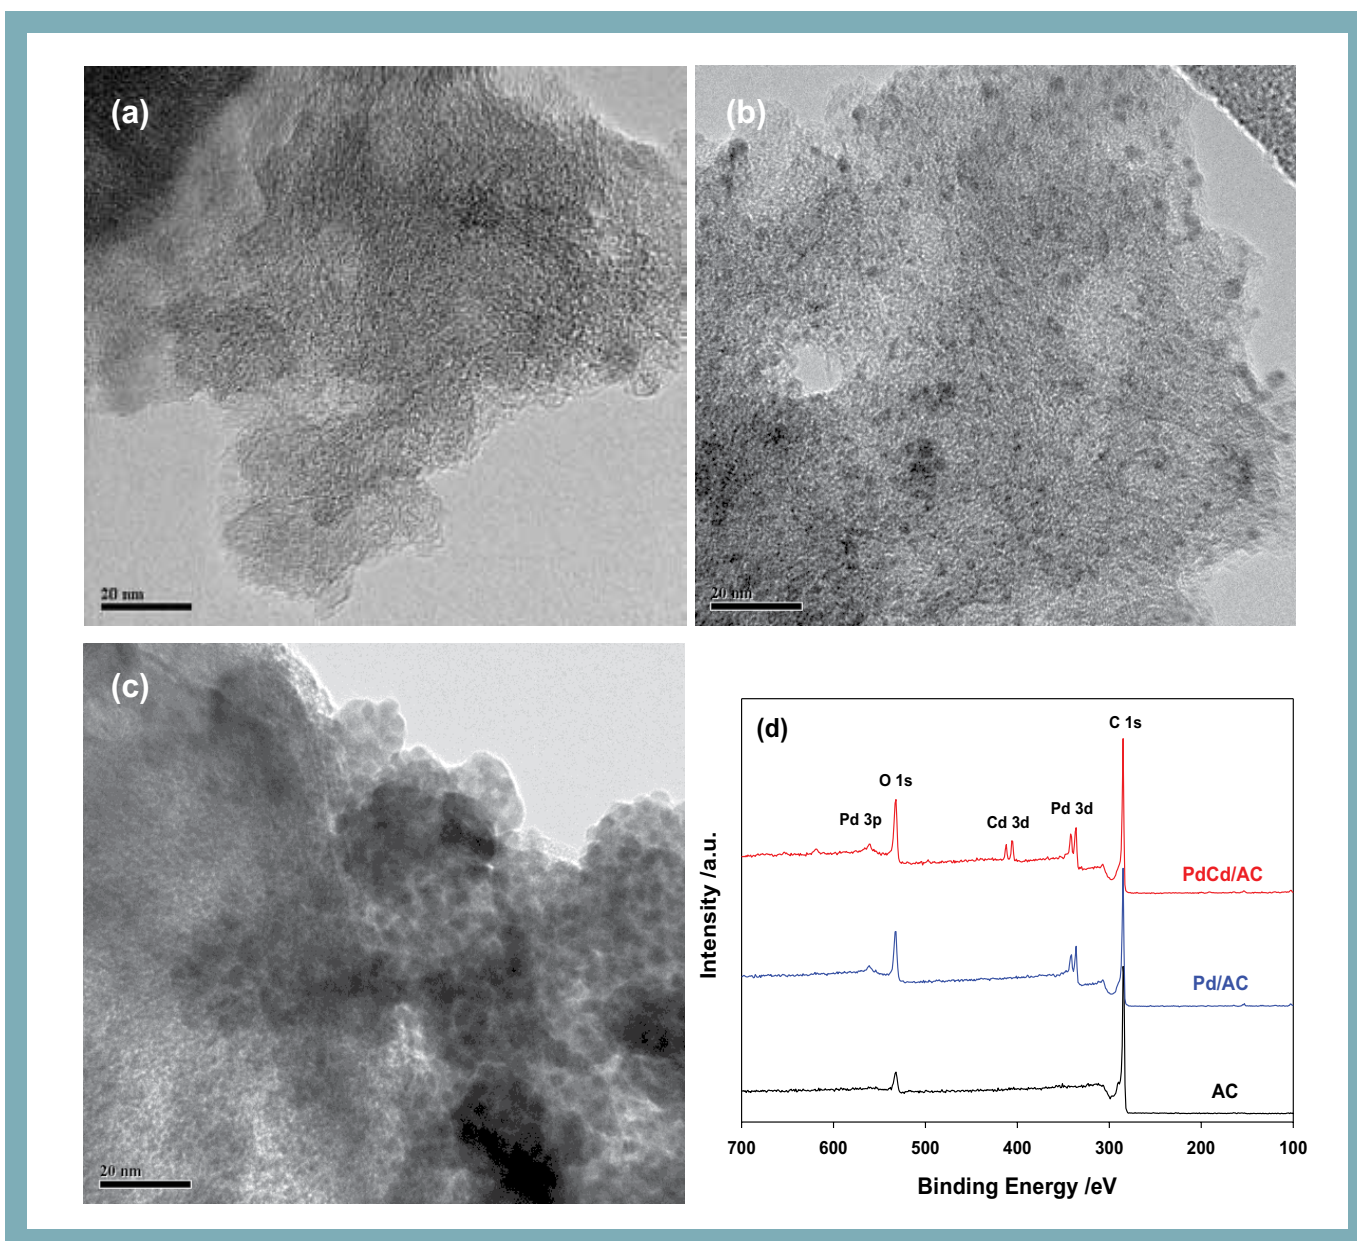 (a)
20 nm
(b)
20 nm
(c)
20 nm
(d)
C 1s
O 1s
Pd 3p
Cd 3d
Pd 3d
PdCd/AC
Pd/AC
AC
Intensity /a.u.
700 600 500 400 300 200 100
Binding Energy /eV